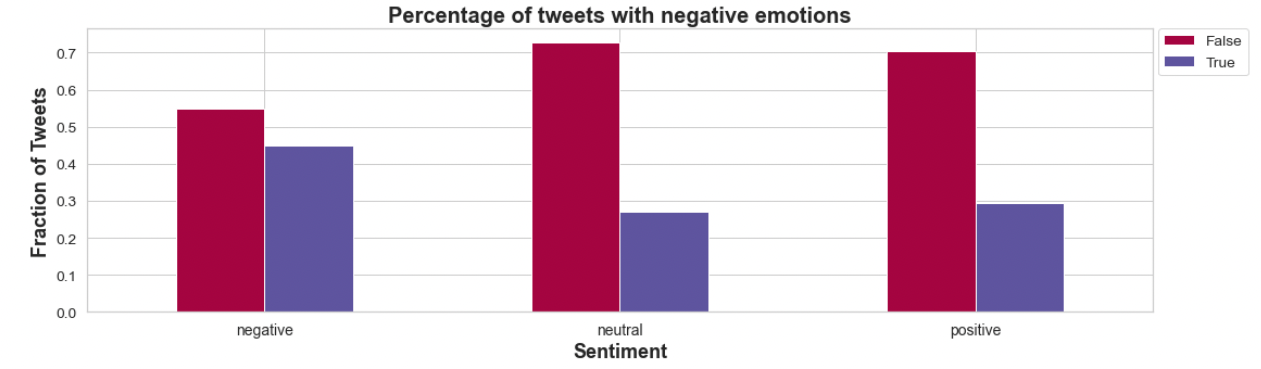 Percentage of tweets with negative emotions
False
True
Fraction of Tweets
0.7
0.6
0.5
0.4
0.3
0.2
0.1
0.0
negative neutral positive
Sentiment